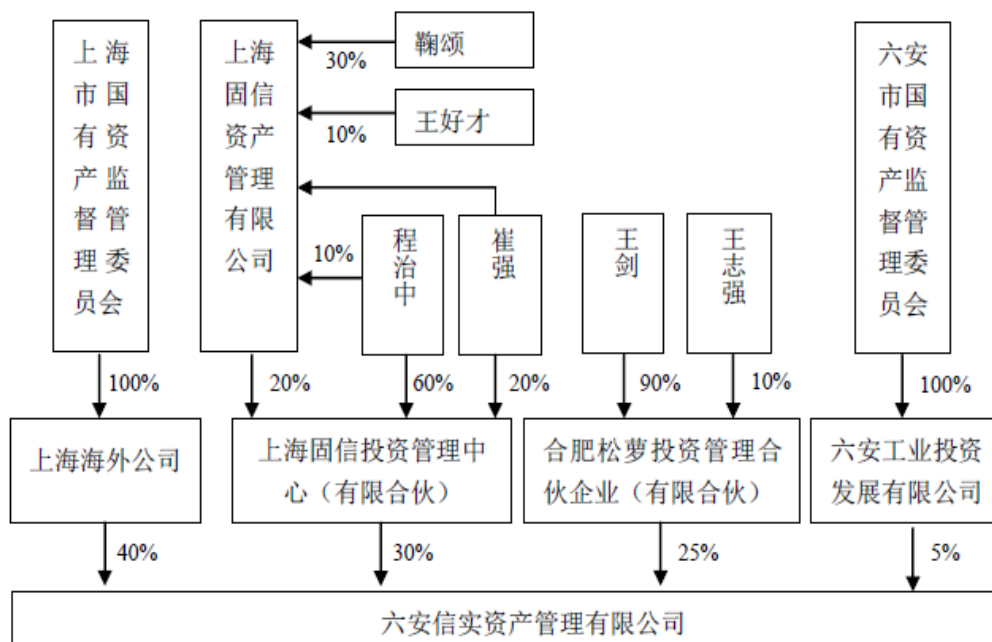 上海
市国
有资
产监
督管
理委
员会
上海
固信
资产
管理
有限
公司
鞠颂
30%
王好才
10%
程治中
10%
崔强
王剑
王志强
六安
市国
有资
产监
督管
理委
员会
100%
20%
60%
20%
90%
10%
100%
上海海外公司
上海固信投资管理中
心（有限合伙）
合肥松萝投资管理合
伙企业（有限合伙）
六安工业投资
发展有限公司
40%
30%
25%
5%
六安信实资产管理有限公司